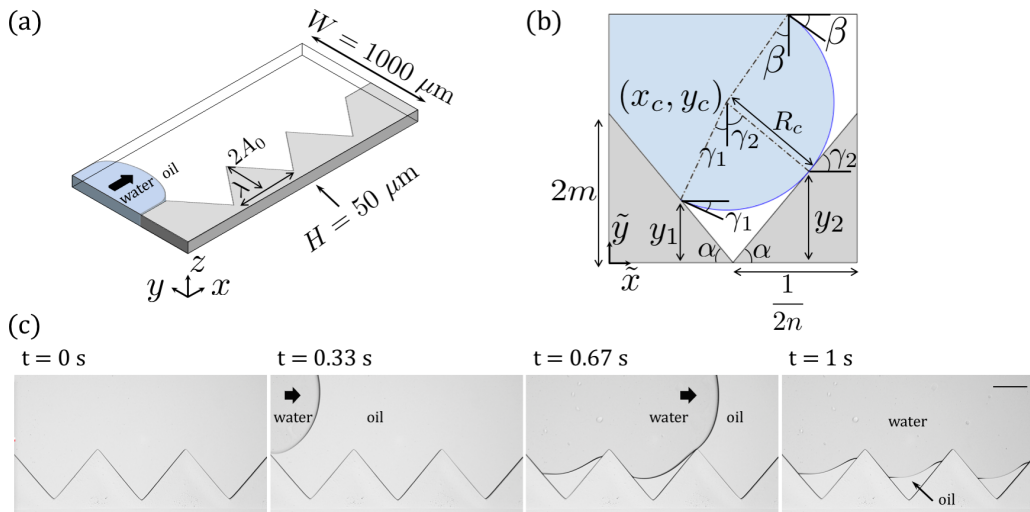 (a)
W = 1000 μm
2A₀
λ
water
oil
H = 50 μm
z
y
x
(b)
β
β
(x_c, y_c)
R_c
γ₁
γ₂
γ₂
2m
ỹ
y₁
γ₁
y₂
α
α
x̃
1
2n
(c)
t = 0 s
t = 0.33 s
t = 0.67 s
t = 1 s
water
oil
water
oil
water
oil